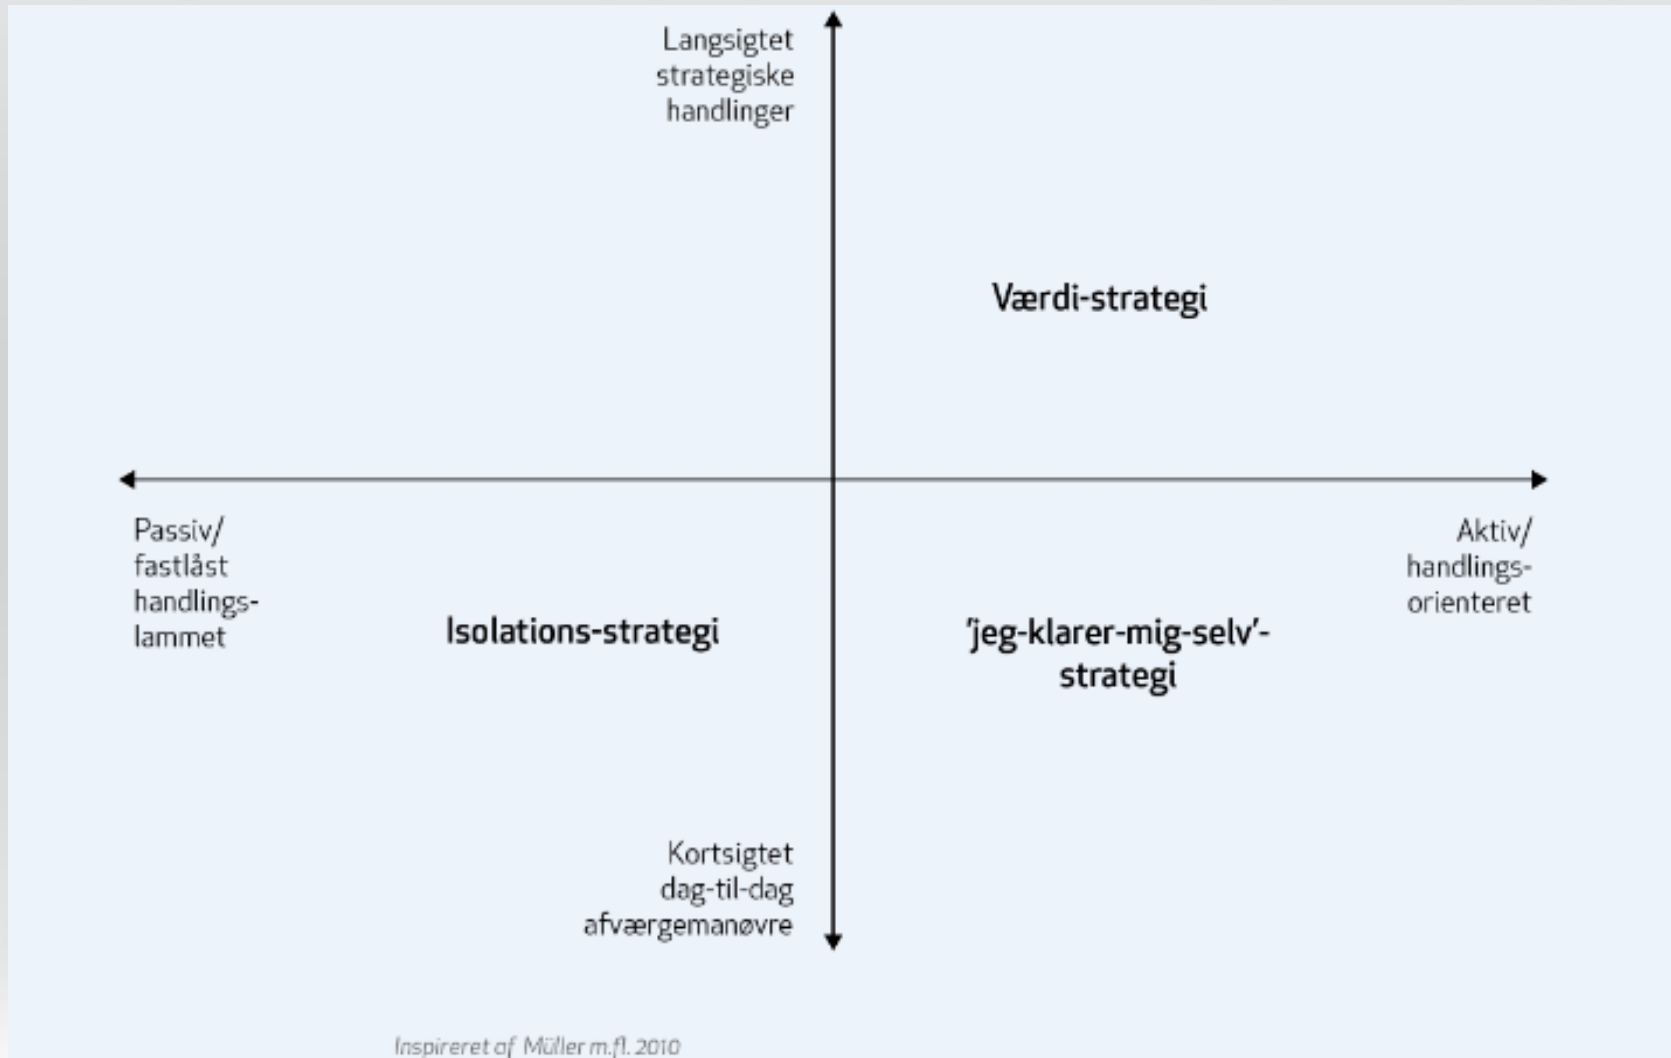 Langsigtet
strategiske
handlinger
Værdi-strategi
Passiv/
fastlåst
handlings-
lammet
Aktiv/
handlings-
orienteret
Isolations-strategi
'jeg-klarer-mig-selv'-
strategi
Kortsigtet
dag-til-dag
afværgemanøvre
Inspireret af Müller m.fl. 2010